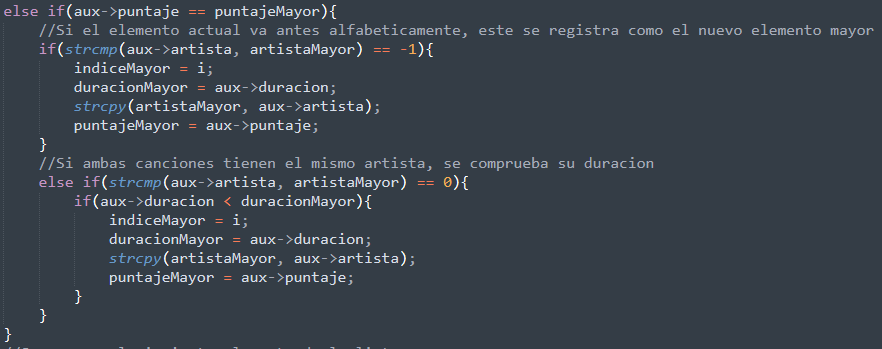 else if(aux->puntaje == puntajeMayor){
//Si el elemento actual va antes alfabeticamente, este se registra como el nuevo elemento mayor
if(strcmp(aux->artista, artistaMayor) == -1){
indiceMayor = i;
duracionMayor = aux->duracion;
strcpy(artistaMayor, aux->artista);
puntajeMayor = aux->puntaje;
}
//Si ambas canciones tienen el mismo artista, se comprueba su duracion
else if(strcmp(aux->artista, artistaMayor) == 0){
if(aux->duracion < duracionMayor){
indiceMayor = i;
duracionMayor = aux->duracion;
strcpy(artistaMayor, aux->artista);
puntajeMayor = aux->puntaje;
}
}
}